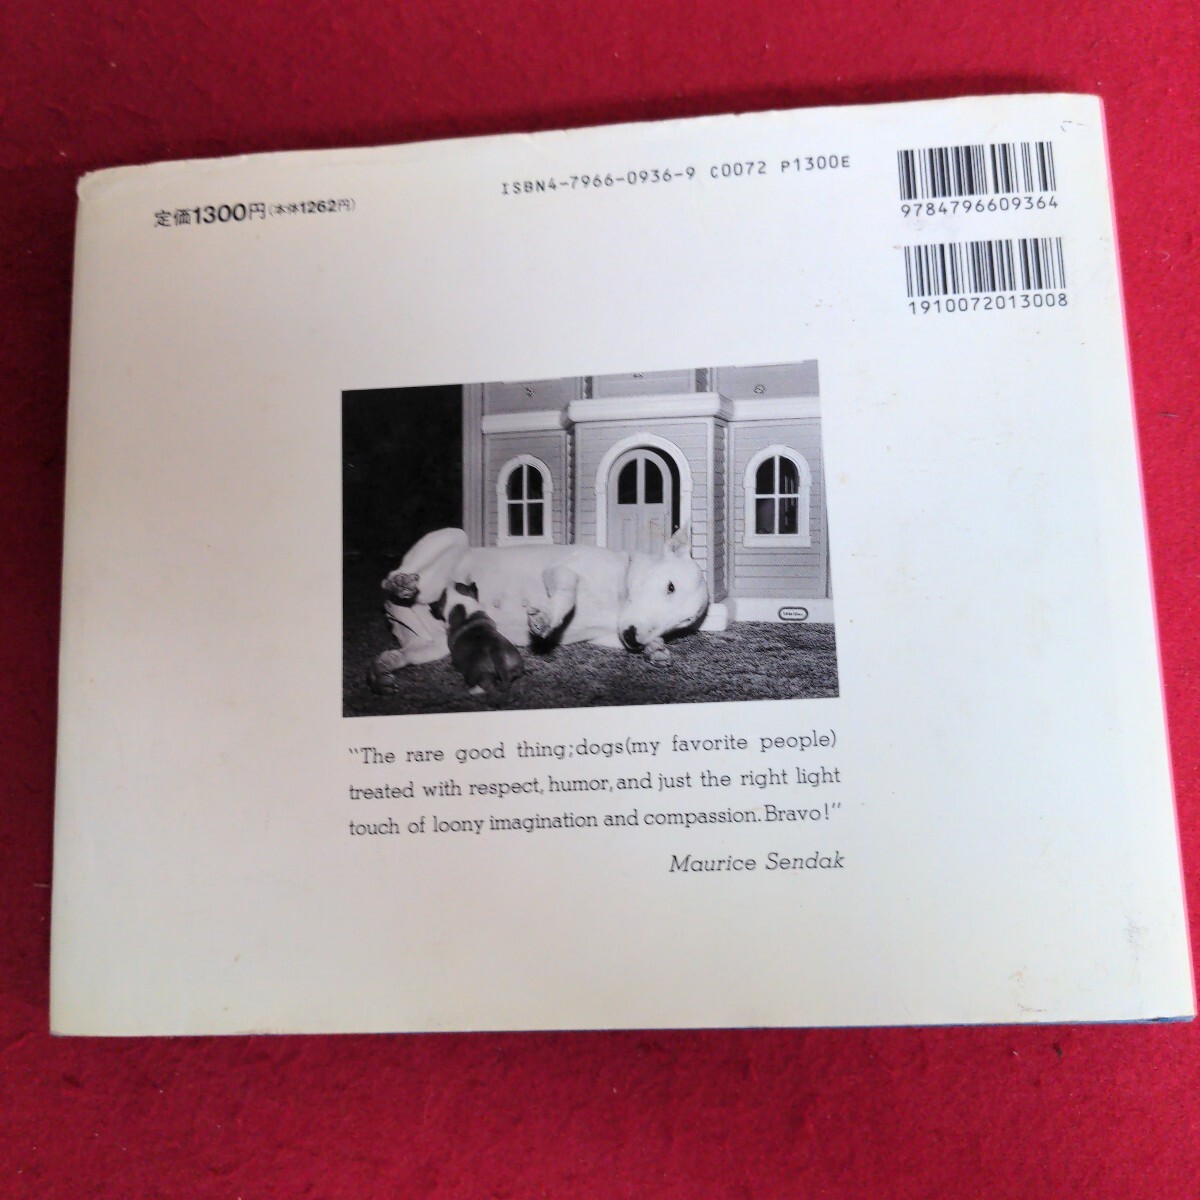 定価1300円(本体1262円)
ISBN4-7966-0936-9 C0072 P1300E
9784796609364
1910072013008
"The rare good thing;dogs(my favorite people)
treated with respect, humor, and just the right light
touch of loony imagination and compassion. Bravo!"
Maurice Sendak